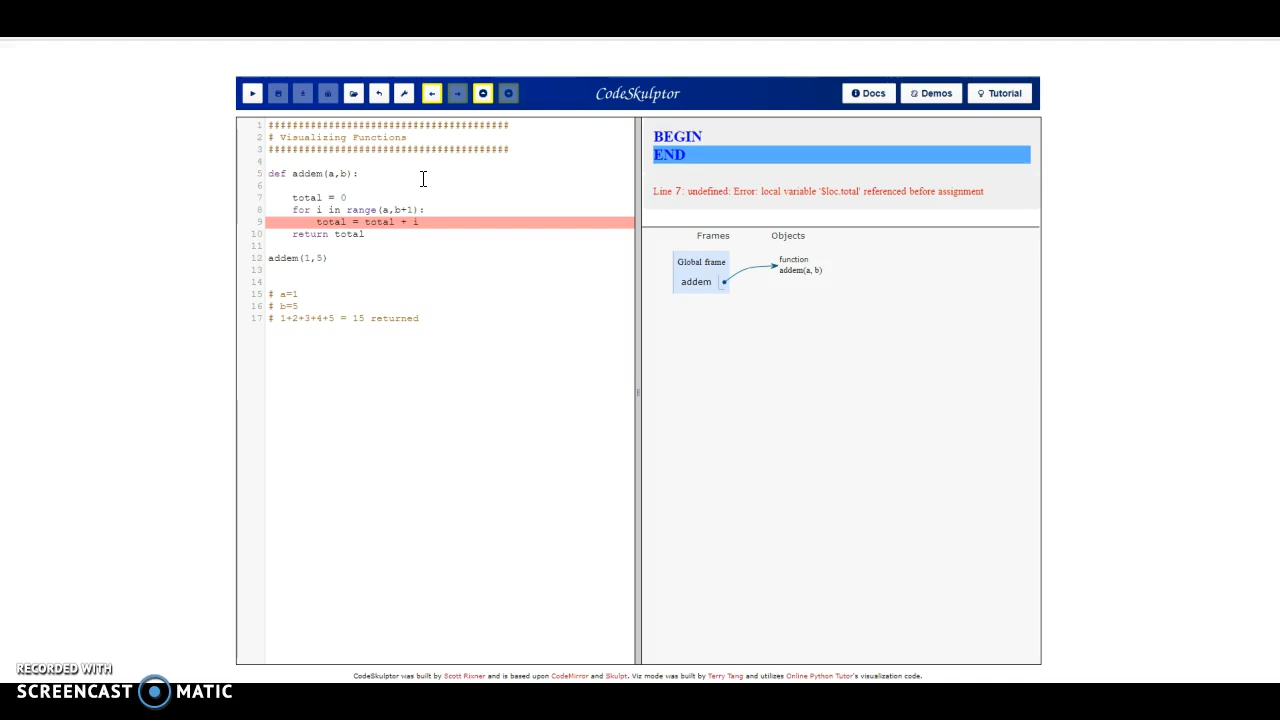 CodeSkulptor
Docs
Demos
Tutorial
1 ########################################
2 # Visualizing Functions
3 ########################################
4
5 def addem(a,b):
6
7 total = 0
8 for i in range(a,b+1):
9 total = total + i
10 return total
11
12 addem(1,5)
13
14
15 # a=1
16 # b=5
17 # 1+2+3+4+5 = 15 returned
BEGIN
END
Line 7: undefined: Error: local variable '$loc.total' referenced before assignment
Frames Objects
Global frame
addem
function
addem(a, b)
CodeSkulptor was built by Scott Rixner and is based upon CodeMirror and Skulpt. Viz mode was built by Terry Tang and utilizes Online Python Tutor's visualization code.
RECORDED WITH
SCREENCAST MATIC